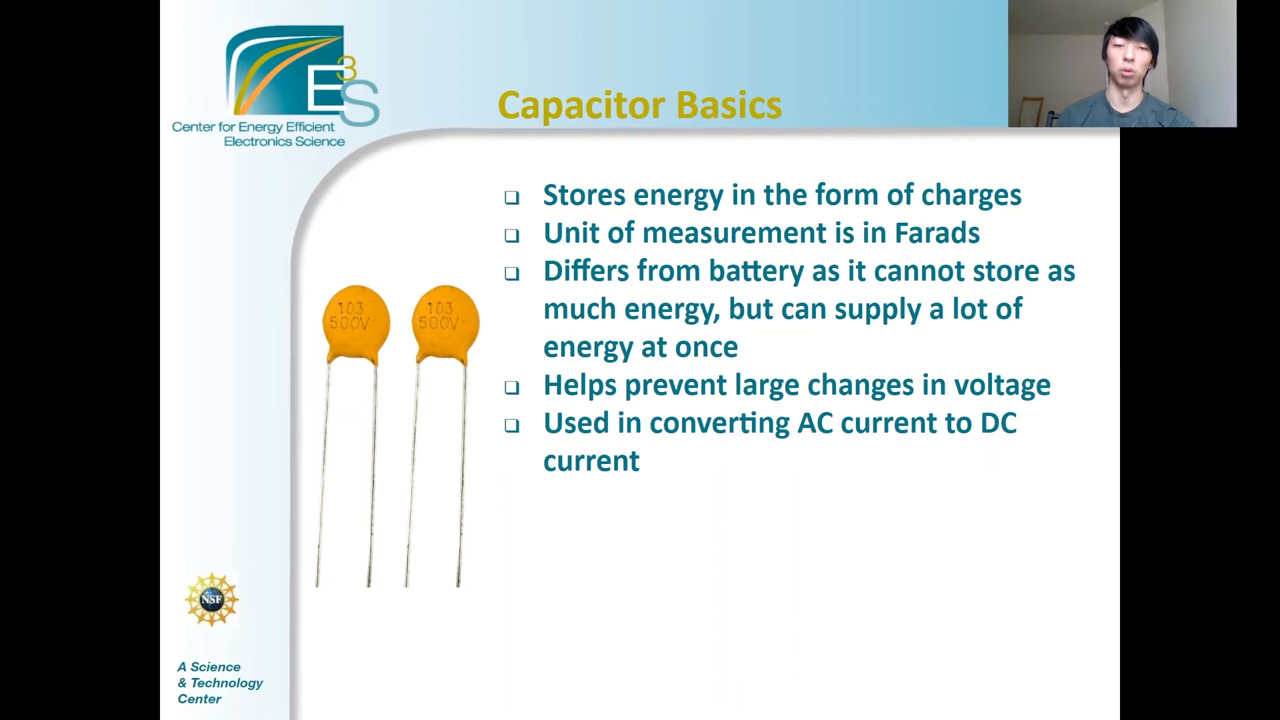 E3S
Center for Energy Efficient
Electronics Science
Capacitor Basics
Stores energy in the form of charges
Unit of measurement is in Farads
Differs from battery as it cannot store as
much energy, but can supply a lot of
energy at once
Helps prevent large changes in voltage
Used in converting AC current to DC
current
103
500V
103
500V
NSF
A Science
& Technology
Center